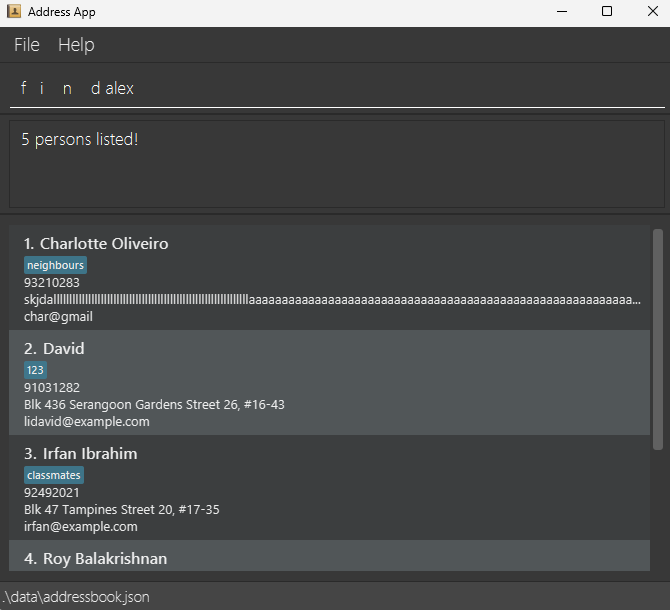 Address App
File Help
f i n d alex
5 persons listed!
1. Charlotte Oliveiro
neighbours
93210283
char@gmail
2. David
123
91031282
Blk 436 Serangoon Gardens Street 26, #16-43
lidavid@example.com
3. Irfan Ibrahim
classmates
92492021
Blk 47 Tampines Street 20, #17-35
irfan@example.com
4. Roy Balakrishnan
.\data\addressbook.json